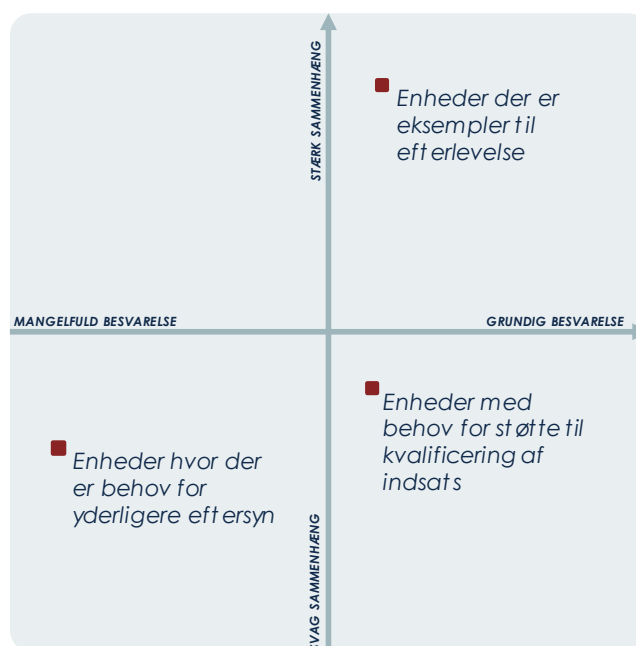 STÆRK SAMMENHÆNG
Enheder der er
eksempler til
efterlevelse
MANGELFULD BESVARELSE
GRUNDIG BESVARELSE
Enheder med
behov for støtte til
kvalificering af
indsats
Enheder hvor der
er behov for
yderligere eftersyn
SVAG SAMMENHÆNG